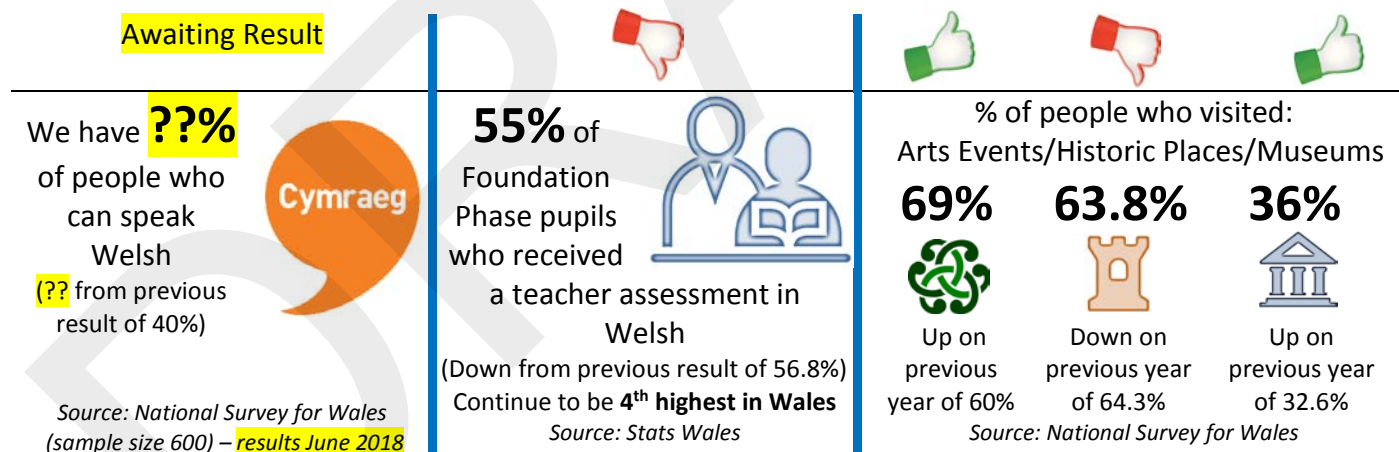 Awaiting Result
We have ??%
of people who
can speak
Welsh
(?? from previous
result of 40%)
Cymraeg
Source: National Survey for Wales
(sample size 600) – results June 2018
55% of
Foundation
Phase pupils
who received
a teacher assessment in
Welsh
(Down from previous result of 56.8%)
Continue to be 4th highest in Wales
Source: Stats Wales
% of people who visited:
Arts Events/Historic Places/Museums
69% 63.8% 36%
Up on
previous
year of 60%
Down on
previous year
of 64.3%
Up on
previous year
of 32.6%
Source: National Survey for Wales